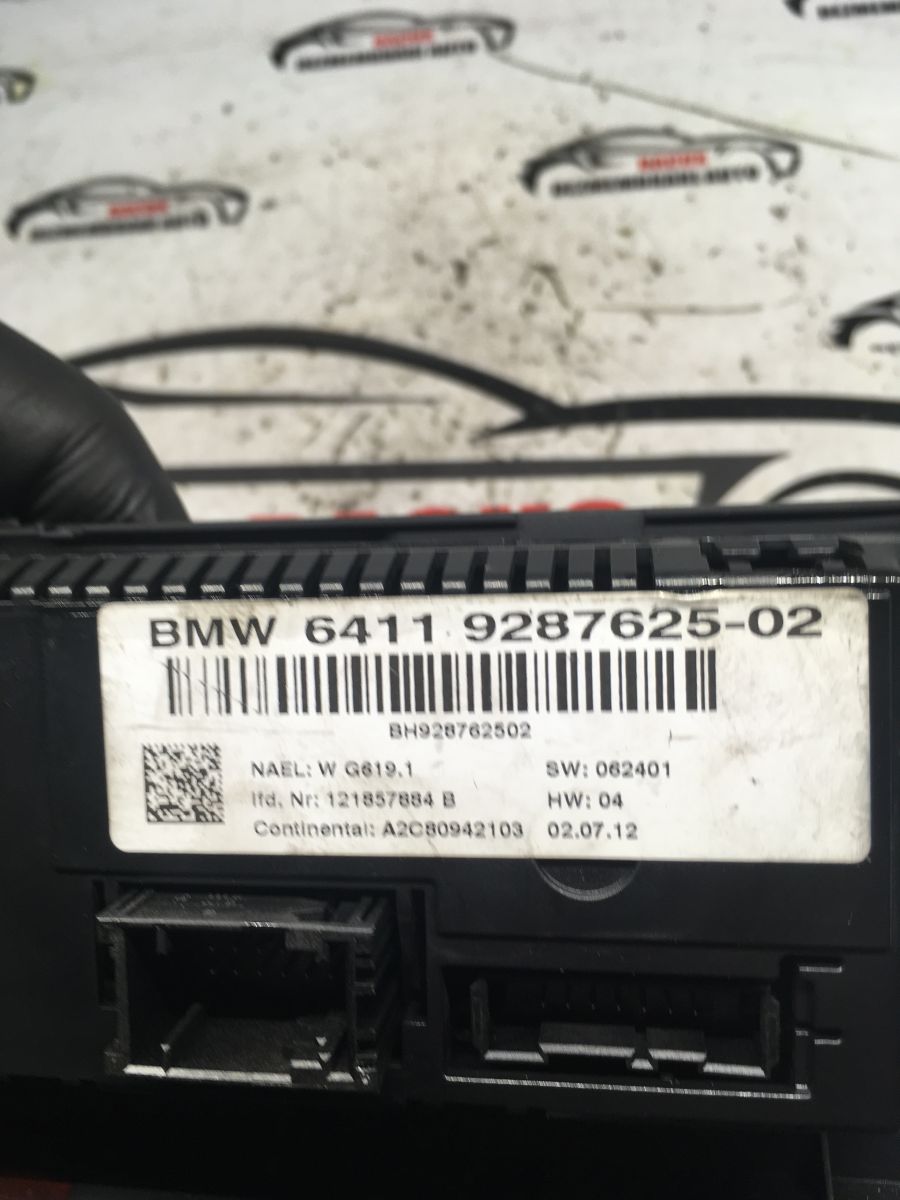 BMW 6411 9287625-02
BH928762502
NAEL: W G619.1 SW: 062401
lfd. Nr: 121857884 B HW: 04
Continental: A2C80942103 02.07.12